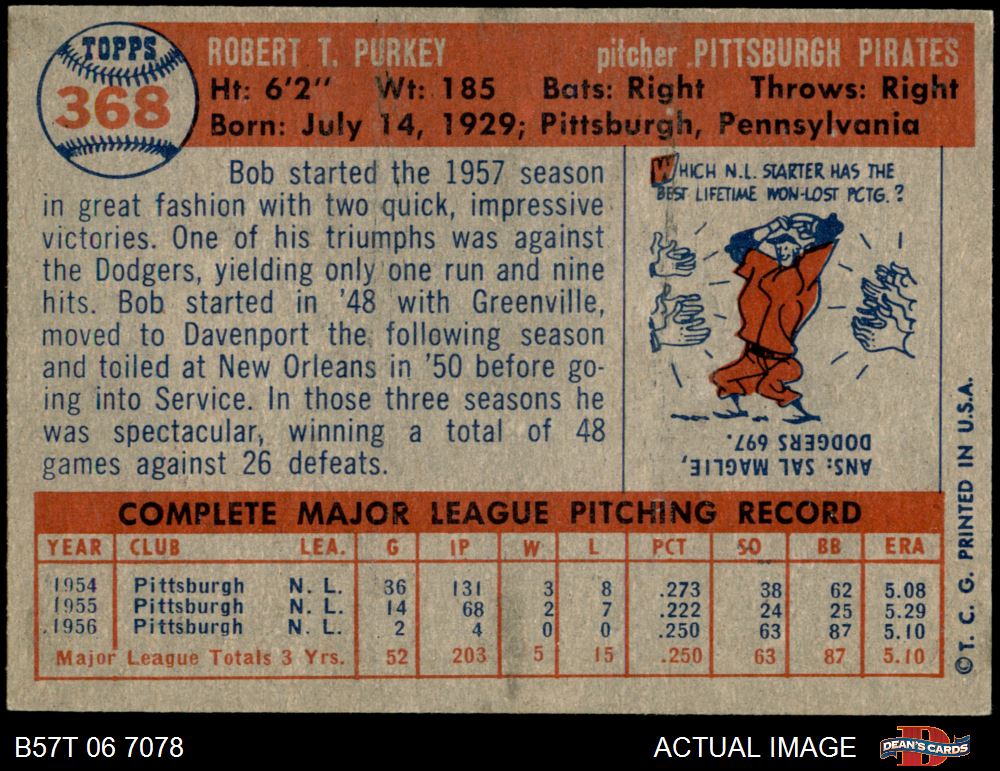 TOPPS
368
ROBERT T. PURKEY pitcher PITTSBURGH PIRATES
Ht: 6'2" Wt: 185 Bats: Right Throws: Right
Born: July 14, 1929; Pittsburgh, Pennsylvania
Bob started the 1957 season
in great fashion with two quick, impressive
victories. One of his triumphs was against
the Dodgers, yielding only one run and nine
hits. Bob started in '48 with Greenville,
moved to Davenport the following season
and toiled at New Orleans in '50 before go-
ing into Service. In those three seasons he
was spectacular, winning a total of 48
games against 26 defeats.
WHICH N.L. STARTER HAS THE
BEST LIFETIME WON-LOST PCTG.?
ANS: SAL MAGLIE,
DODGERS 697.
COMPLETE MAJOR LEAGUE PITCHING RECORD
YEAR CLUB LEA. G IP W L PCT SO BB ERA
1954 Pittsburgh N. L. 36 131 3 8 .273 38 62 5.08
1955 Pittsburgh N. L. 14 68 2 7 .222 24 25 5.29
1956 Pittsburgh N. L. 2 4 0 0 .250 63 87 5.10
Major League Totals 3 Yrs. 52 203 5 15 .250 63 87 5.10
© T. C. G. PRINTED IN U.S.A.
B57T 06 7078 ACTUAL IMAGE DEAN'S CARDS